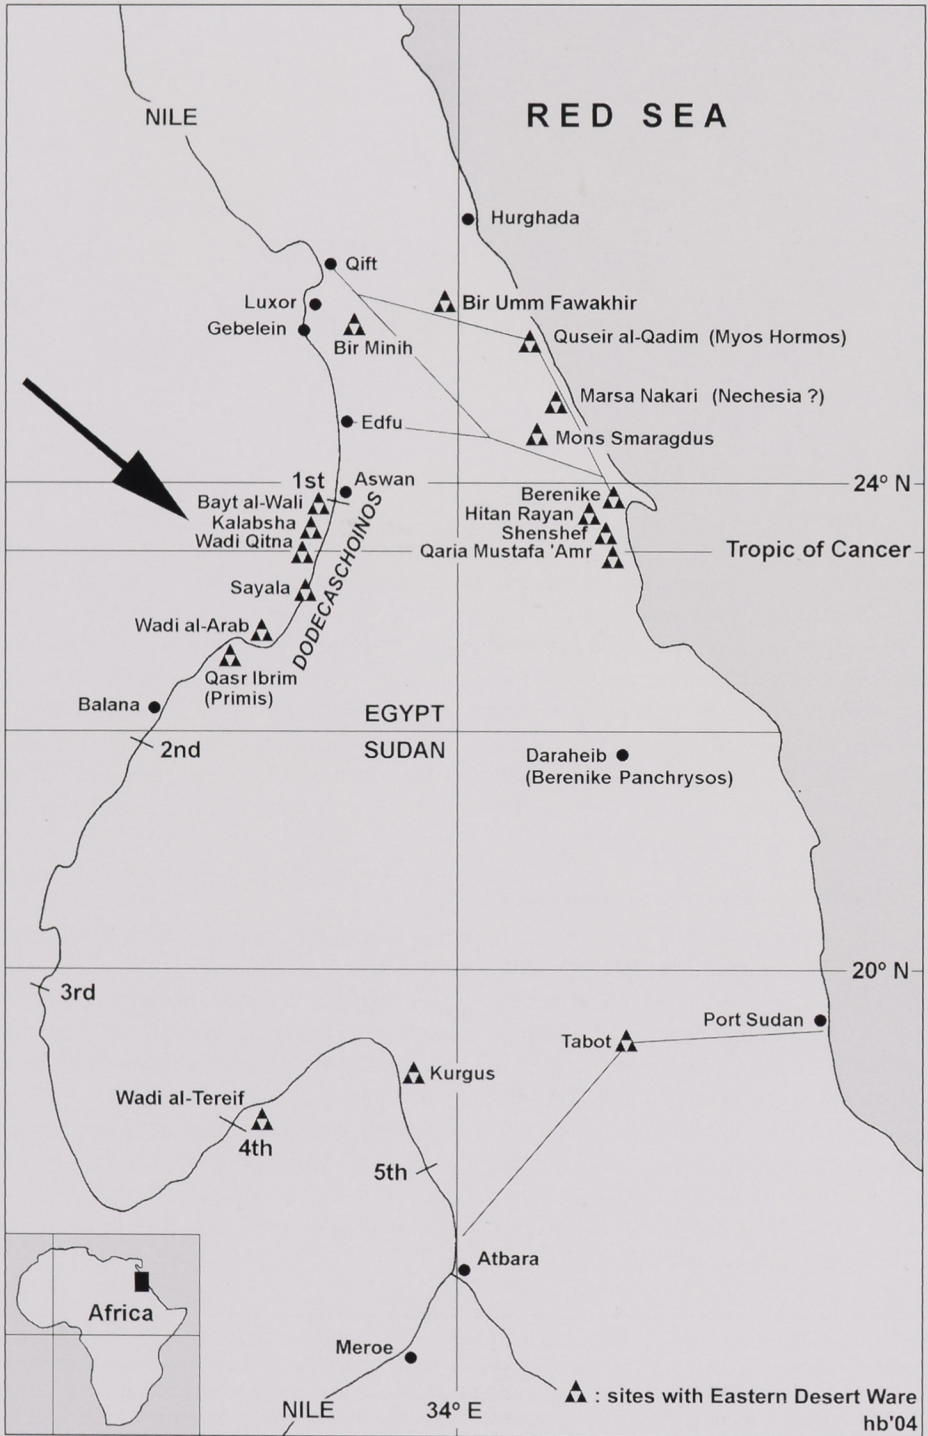 NILE
RED SEA
Hurghada
Qift
Luxor
Bir Umm Fawakhir
Gebelein
Quseir al-Qadim (Myos Hormos)
Bir Minih
Marsa Nakari (Nechesia ?)
Edfu
Mons Smaragdus
1st
Aswan
24° N
Bayt al-Wali
Berenike
Kalabsha
Hitan Rayan
Wadi Qitna
Shenshef
Qaria Mustafa 'Amr
Tropic of Cancer
DODECASCHOINOS
Sayala
Wadi al-Arab
Qasr Ibrim
(Primis)
Balana
EGYPT
2nd
SUDAN
Daraheib
(Berenike Panchrysos)
20° N
3rd
Port Sudan
Tabot
Kurgus
Wadi al-Tereif
4th
5th
Atbara
Africa
Meroe
NILE
34° E
: sites with Eastern Desert Ware
hb'04